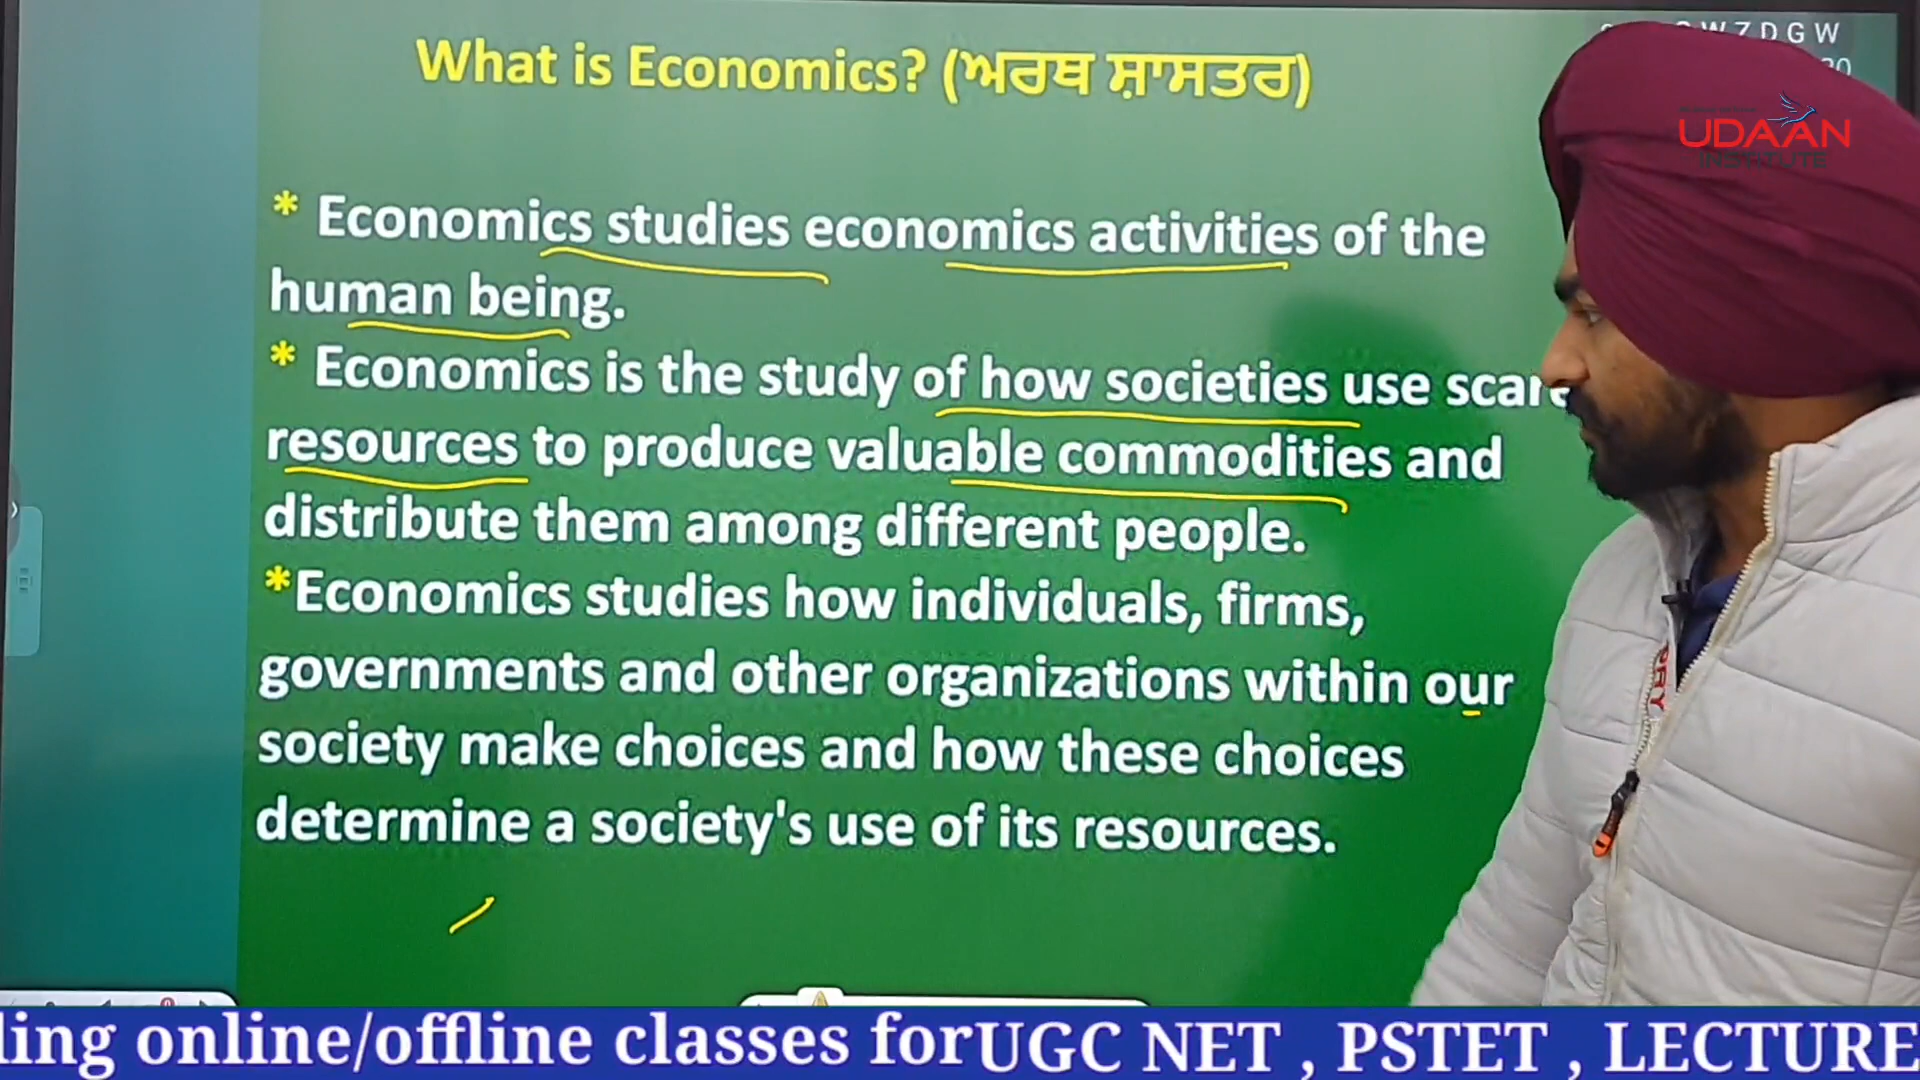 W Z D G W
What is Economics? (ਅਰਥ ਸ਼ਾਸਤਰ)
UDAAN
INSTITUTE
* Economics studies economics activities of the
human being.
* Economics is the study of how societies use
resources to produce valuable commodities and
distribute them among different people.
*Economics studies how individuals, firms,
governments and other organizations within our
society make choices and how these choices
determine a society's use of its resources.
online/offline classes forUGC NET , PSTET , LECTURE